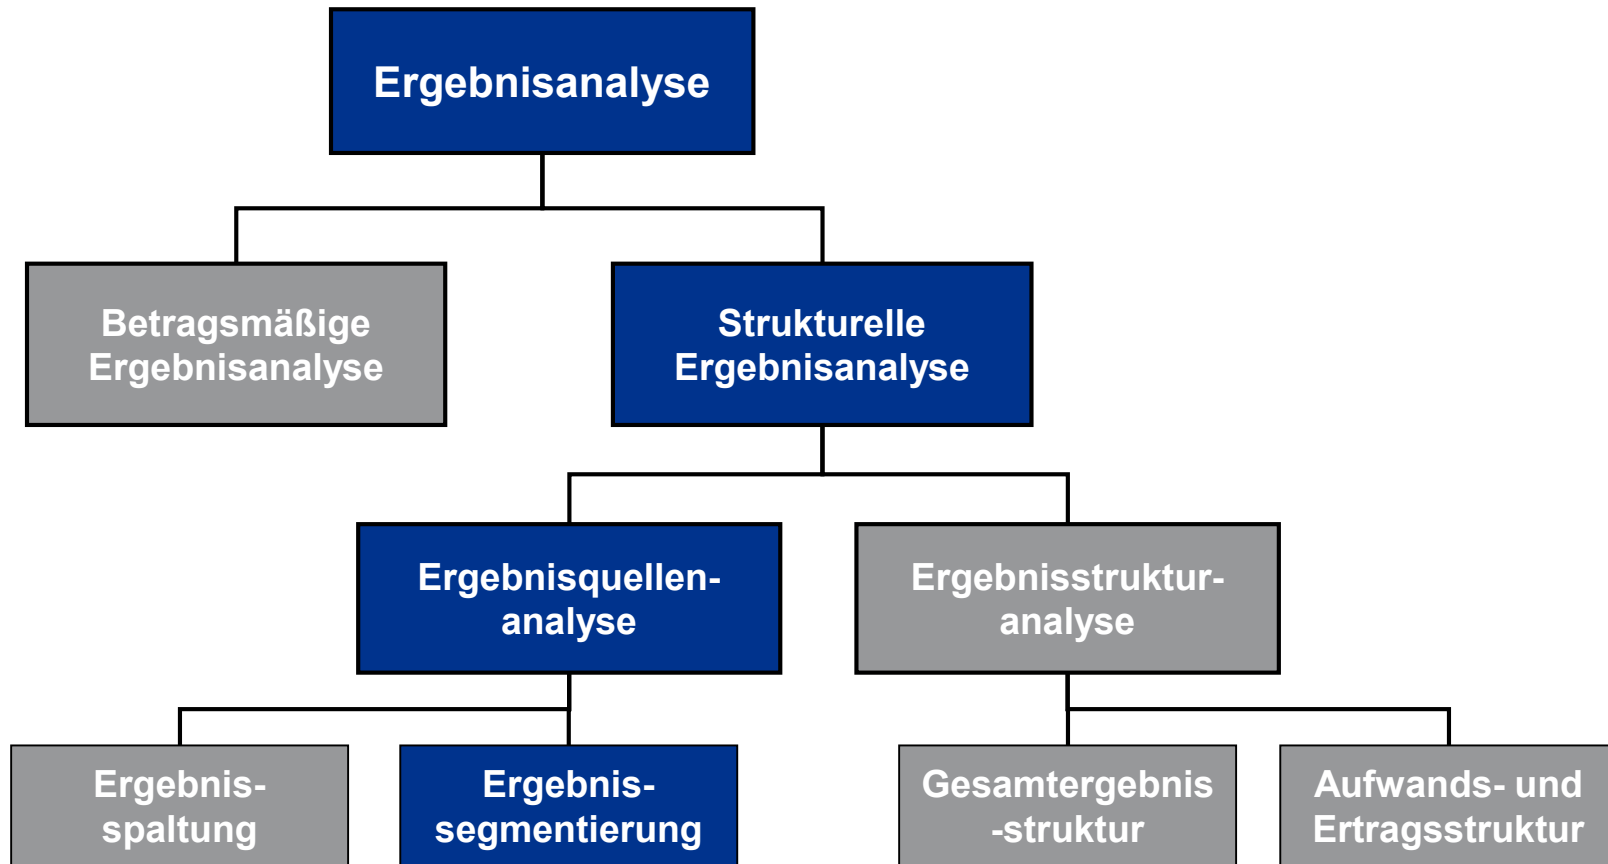 Ergebnisanalyse
Betragsmäßige
Ergebnisanalyse
Strukturelle
Ergebnisanalyse
Ergebnisquellen-
analyse
Ergebnisstruktur-
analyse
Ergebnis-
spaltung
Ergebnis-
segmentierung
Gesamtergebnis
-struktur
Aufwands- und
Ertragsstruktur